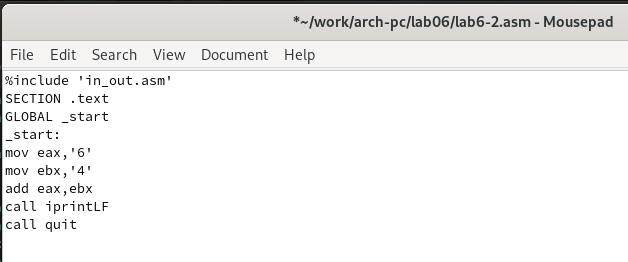 *~/work/arch-pc/lab06/lab6-2.asm - Mousepad
File Edit Search View Document Help
%include 'in_out.asm'
SECTION .text
GLOBAL _start
_start:
mov eax,'6'
mov ebx,'4'
add eax,ebx
call iprintLF
call quit